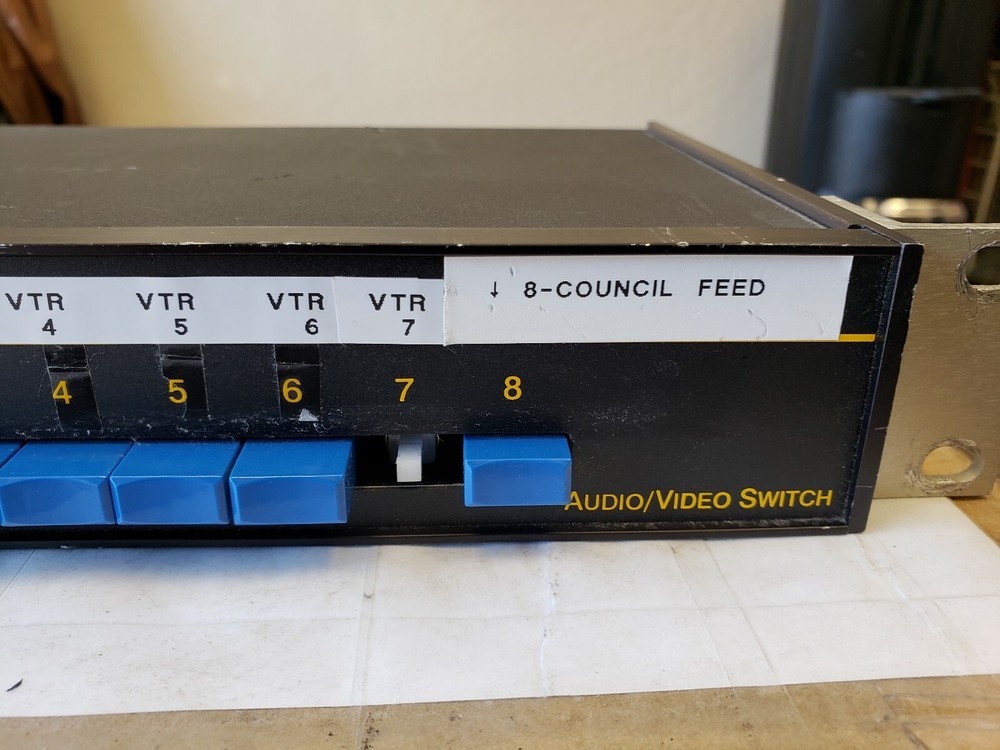 VTR VTR VTR VTR ↓ 8-COUNCIL FEED
4 5 6 7
4 5 6 7 8
AUDIO/VIDEO SWITCH